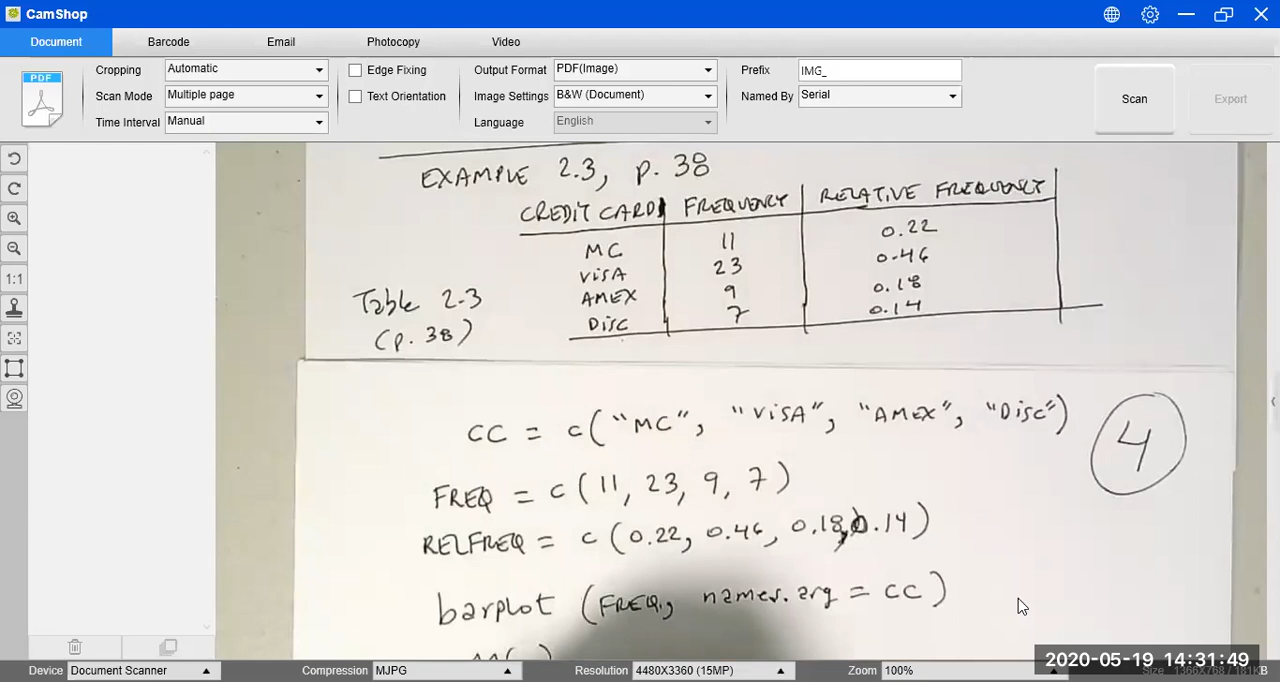 CamShop
Document Barcode Email Photocopy Video
PDF
Cropping Automatic
Scan Mode Multiple page
Time Interval Manual
Edge Fixing
Text Orientation
Output Format PDF(Image)
Image Settings B&W (Document)
Language English
Prefix IMG_
Named By Serial
Scan
Export
1:1
EXAMPLE 2.3, p. 38
CREDIT CARD FREQUENCY RELATIVE FREQUENCY
MC 11 0.22
VISA 23 0.46
AMEX 9 0.18
DISC 7 0.14
Table 2-3
(p. 38)
CC = c("MC", "VISA", "AMEX", "DISC")
4
FREQ = c(11, 23, 9, 7)
RELFREQ = c(0.22, 0.46, 0.18, 0.14)
barplot (FREQ, names.arg = CC)
2020-05-19 14:31:49
Device Document Scanner Compression MJPG Resolution 4480X3360 (15MP) Zoom 100% Size 1366X768 / 181KB